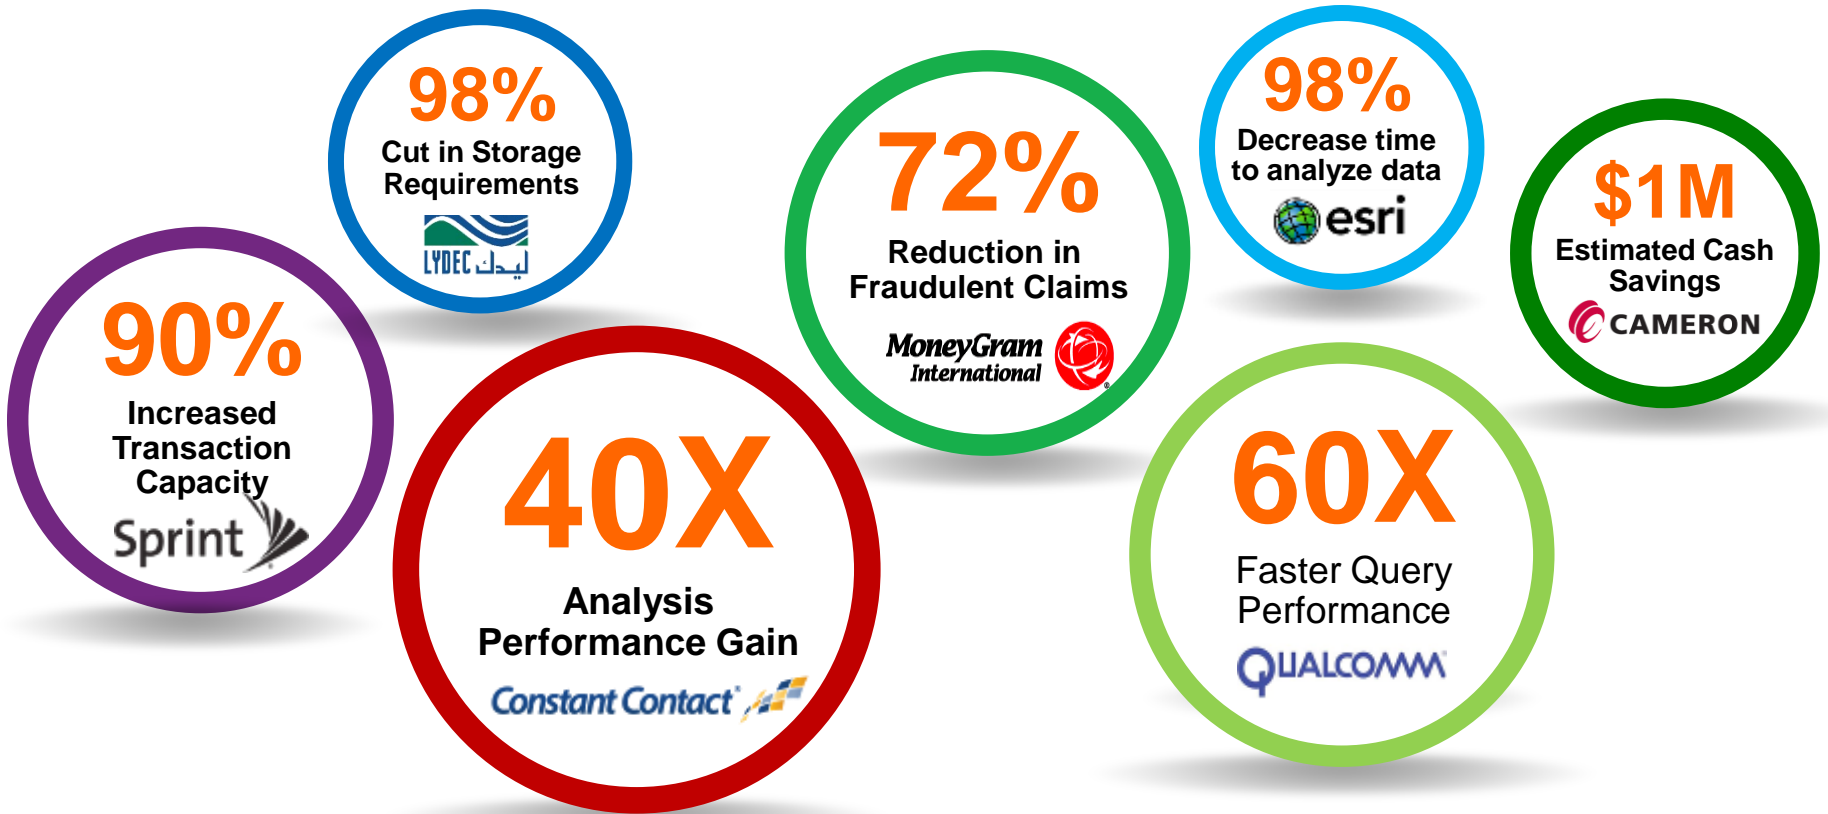 90%
Increased
Transaction
Capacity
Sprint
98%
Cut in Storage
Requirements
LYDEC ليدك
40X
Analysis
Performance Gain
Constant Contact®
72%
Reduction in
Fraudulent Claims
MoneyGram
International
®
98%
Decrease time
to analyze data
esri
60X
Faster Query
Performance
QUALCOMM
$1M
Estimated Cash
Savings
CAMERON